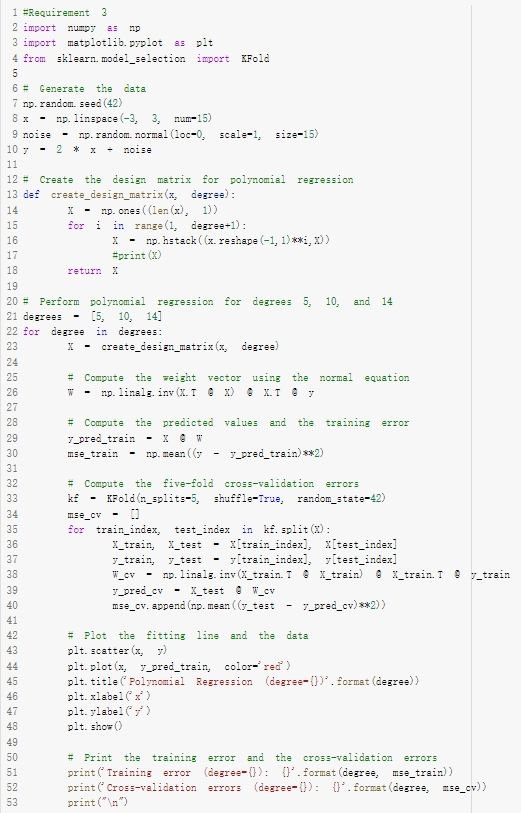 1 #Requirement 3
2 import numpy as np
3 import matplotlib.pyplot as plt
4 from sklearn.model_selection import KFold
5
6 # Generate the data
7 np.random.seed(42)
8 x = np.linspace(-3, 3, num=15)
9 noise = np.random.normal(loc=0, scale=1, size=15)
10 y = 2 * x + noise
11
12 # Create the design matrix for polynomial regression
13 def create_design_matrix(x, degree):
14     X = np.ones((len(x), 1))
15     for i in range(1, degree+1):
16         X = np.hstack((x.reshape(-1,1)**i,X))
17         #print(X)
18     return X
19
20 # Perform polynomial regression for degrees 5, 10, and 14
21 degrees = [5, 10, 14]
22 for degree in degrees:
23     X = create_design_matrix(x, degree)
24
25     # Compute the weight vector using the normal equation
26     W = np.linalg.inv(X.T @ X) @ X.T @ y
27
28     # Compute the predicted values and the training error
29     y_pred_train = X @ W
30     mse_train = np.mean((y - y_pred_train)**2)
31
32     # Compute the five-fold cross-validation errors
33     kf = KFold(n_splits=5, shuffle=True, random_state=42)
34     mse_cv = []
35     for train_index, test_index in kf.split(X):
36         X_train, X_test = X[train_index], X[test_index]
37         y_train, y_test = y[train_index], y[test_index]
38         W_cv = np.linalg.inv(X_train.T @ X_train) @ X_train.T @ y_train
39         y_pred_cv = X_test @ W_cv
40         mse_cv.append(np.mean((y_test - y_pred_cv)**2))
41
42     # Plot the fitting line and the data
43     plt.scatter(x, y)
44     plt.plot(x, y_pred_train, color='red')
45     plt.title('Polynomial Regression (degree={})'.format(degree))
46     plt.xlabel('x')
47     plt.ylabel('y')
48     plt.show()
49
50     # Print the training error and the cross-validation errors
51     print('Training error (degree={}): {}'.format(degree, mse_train))
52     print('Cross-validation errors (degree={}): {}'.format(degree, mse_cv))
53     print("\n")